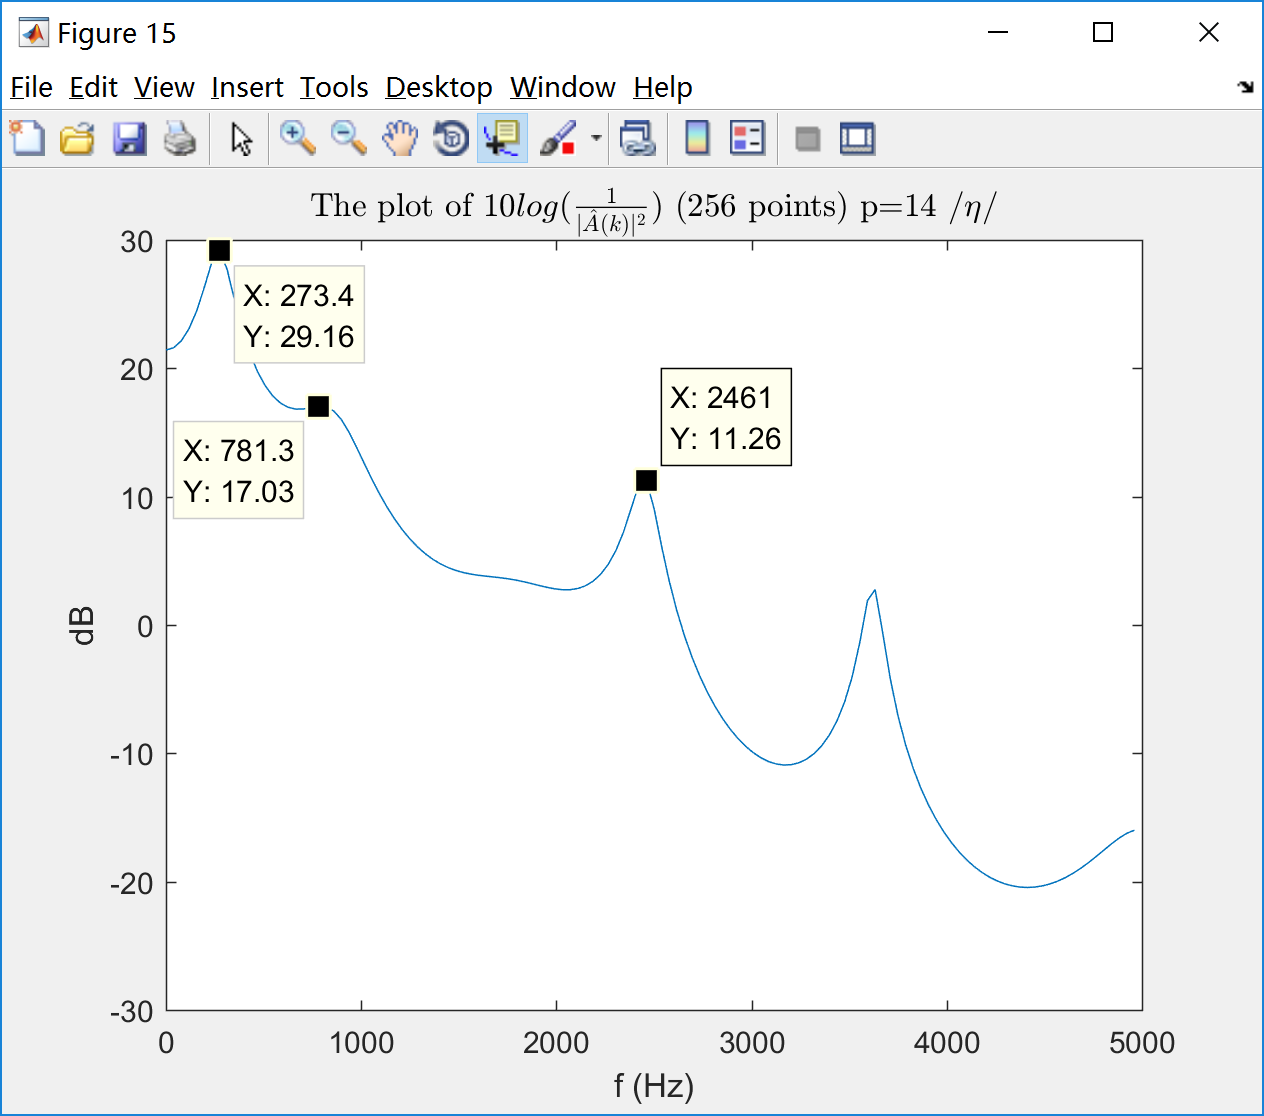 Figure 15
File Edit View Insert Tools Desktop Window Help
The plot of 10log(1/|Â(k)|²) (256 points) p=14 /η/
30
20
10
0
-10
-20
-30
dB
X: 273.4
Y: 29.16
X: 781.3
Y: 17.03
X: 2461
Y: 11.26
0 1000 2000 3000 4000 5000
f (Hz)